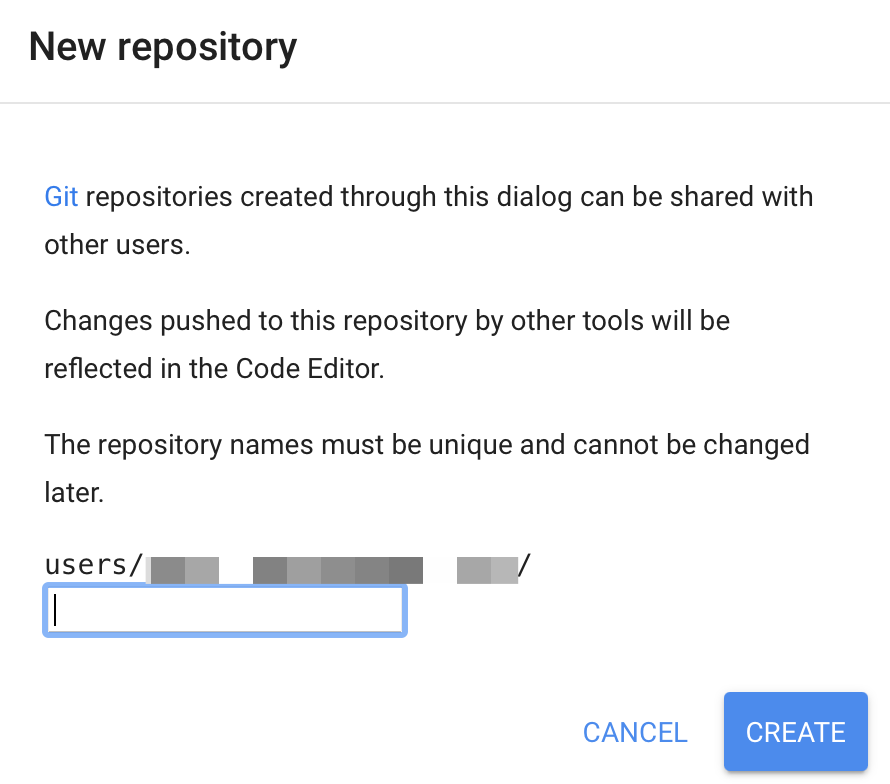 New repository
Git repositories created through this dialog can be shared with
other users.
Changes pushed to this repository by other tools will be
reflected in the Code Editor.
The repository names must be unique and cannot be changed
later.
users/ /
CANCEL CREATE